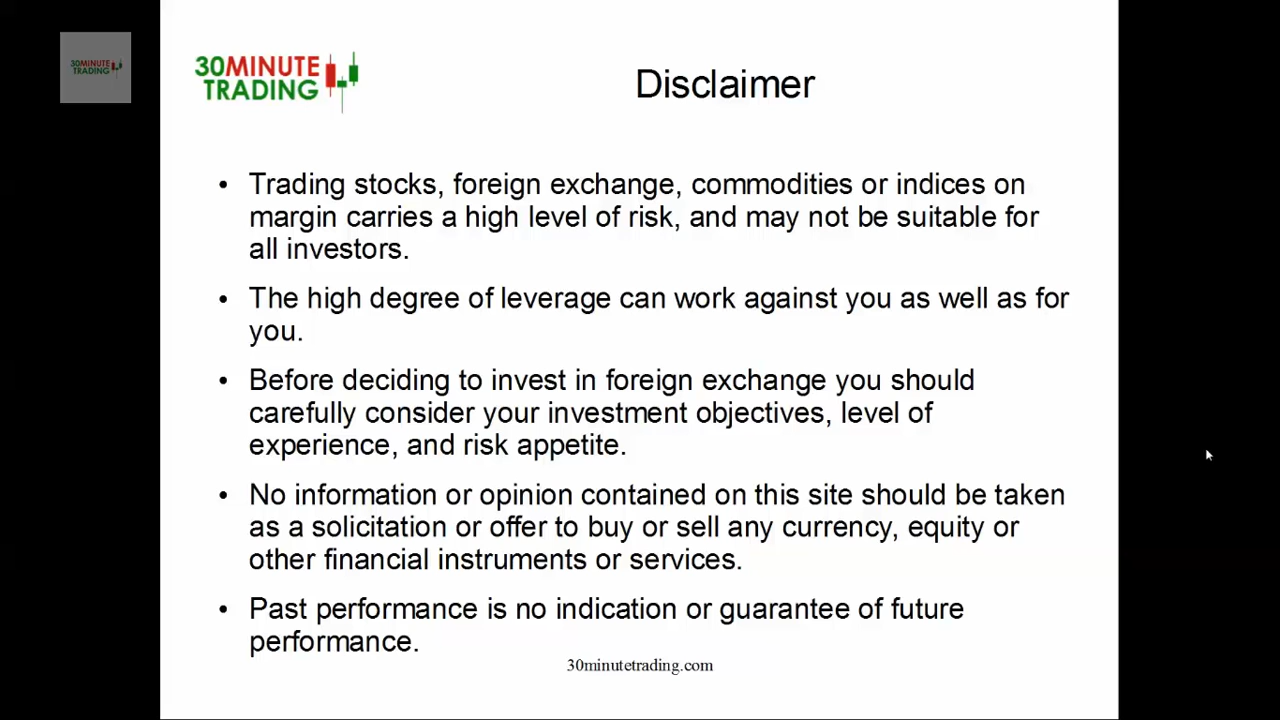 30MINUTE
TRADING
30MINUTE
TRADING
Disclaimer
• Trading stocks, foreign exchange, commodities or indices on
margin carries a high level of risk, and may not be suitable for
all investors.
• The high degree of leverage can work against you as well as for
you.
• Before deciding to invest in foreign exchange you should
carefully consider your investment objectives, level of
experience, and risk appetite.
• No information or opinion contained on this site should be taken
as a solicitation or offer to buy or sell any currency, equity or
other financial instruments or services.
• Past performance is no indication or guarantee of future
performance.
30minutetrading.com